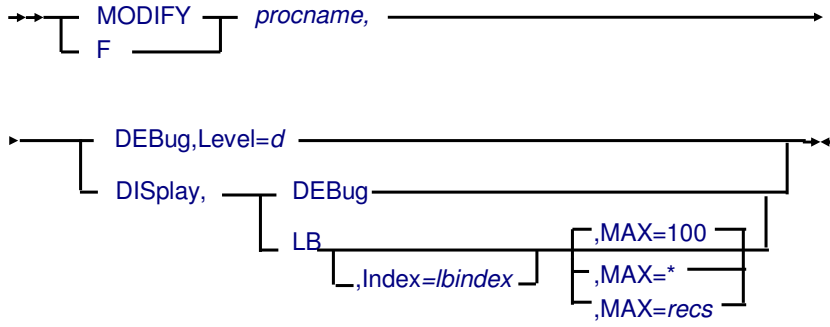 MODIFY procname,
F
DEBug,Level=d
DISplay, DEBug
LB ,MAX=100
,Index=lbindex ,MAX=*
,MAX=recs